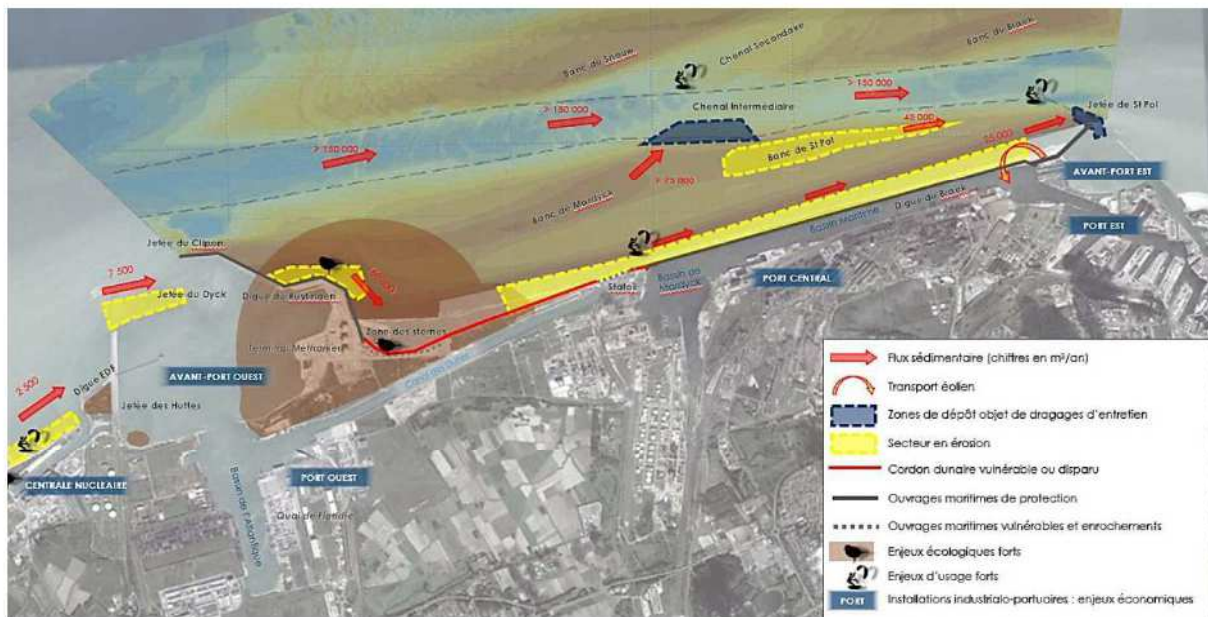 Banc du Snouw
Chenal Secondaire
Banc du Braek
> 150 000
Jetée de St Pol
> 150 000
Chenal Intermédiaire
45 000
> 150 000
Banc de St Pol
> 75 000
AVANT-PORT EST
Banc de Mardyck
Digue du Braek
Bassin Maritime
PORT EST
Jetée du Clipon
7 500
PORT CENTRAL
Bassin de
Mardyck
Jetée du Dyck
Digue du Ruytingen
Zone des sternes
Terminal Méthanier
AVANT-PORT OUEST
Digue EDF
2 500
Jetée des Huttes
CENTRALE NUCLEAIRE
PORT OUEST
Quai de Flandre
Bassin de l'Atlantique
Flux sédimentaire (chiffres en m³/an)
Transport éolien
Zones de dépôt objet de dragages d'entretien
Secteur en érosion
Cordon dunaire vulnérable ou disparu
Ouvrages maritimes de protection
Ouvrages maritimes vulnérables et enrochements
Enjeux écologiques forts
Enjeux d'usage forts
PORT
Installations industrialo-portuaires : enjeux économiques